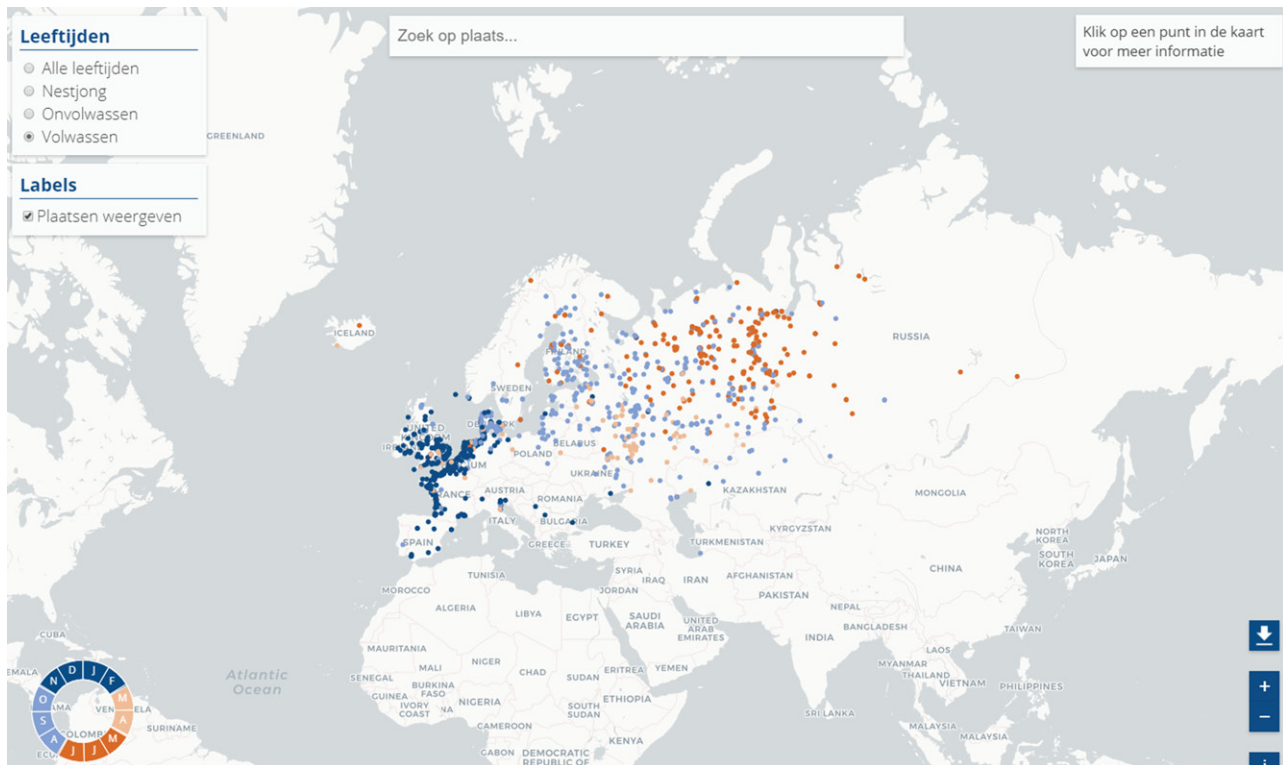 Leeftijden
Alle leeftijden
Nestjong
Onvolwassen
Volwassen
Labels
Plaatsen weergeven
Zoek op plaats...
Klik op een punt in de kaart
voor meer informatie
GREENLAND
ICELAND
RUSSIA
FINLAND
SWEDEN
UNITED
BELARUS
POLAND
UKRAINE
AUSTRIA
ROMANIA
KAZAKHSTAN
MONGOLIA
ITALY
BULGARIA
SPAIN
GREECE
TURKEY
TURKMENISTAN
KYRGYZSTAN
NORTH
KOREA
SOUTH
KOREA
JAPAN
TUNISIA
SYRIA
IRAQ
IRAN
AFGHANISTAN
CHINA
MOROCCO
JORDAN
PAKISTAN
ALGERIA
LIBYA
EGYPT
SAUDI
ARABIA
UNITED
ARAB
EMIRATES
NEPAL
BANGLADESH
INDIA
TAIWAN
CUBA
MAURITANIA
MALI
NIGER
CHAD
SUDAN
ERITREA
YEMEN
LAOS
MYANMAR
THAILAND
VIETNAM
PHILIPPINES
Atlantic
Ocean
SENEGAL
GUINEA
BURKINA
FASO
IVORY
COAST
NIGERIA
SOUTH
SUDAN
ETHIOPIA
SRI LANKA
CAMEROON
MALAYSIA
MALAYSIA
KENYA
GABON
DEMOCRATIC
REPUBLIC OF
SURINAME
N D J F
M A M
J J A
S O
+
−
i